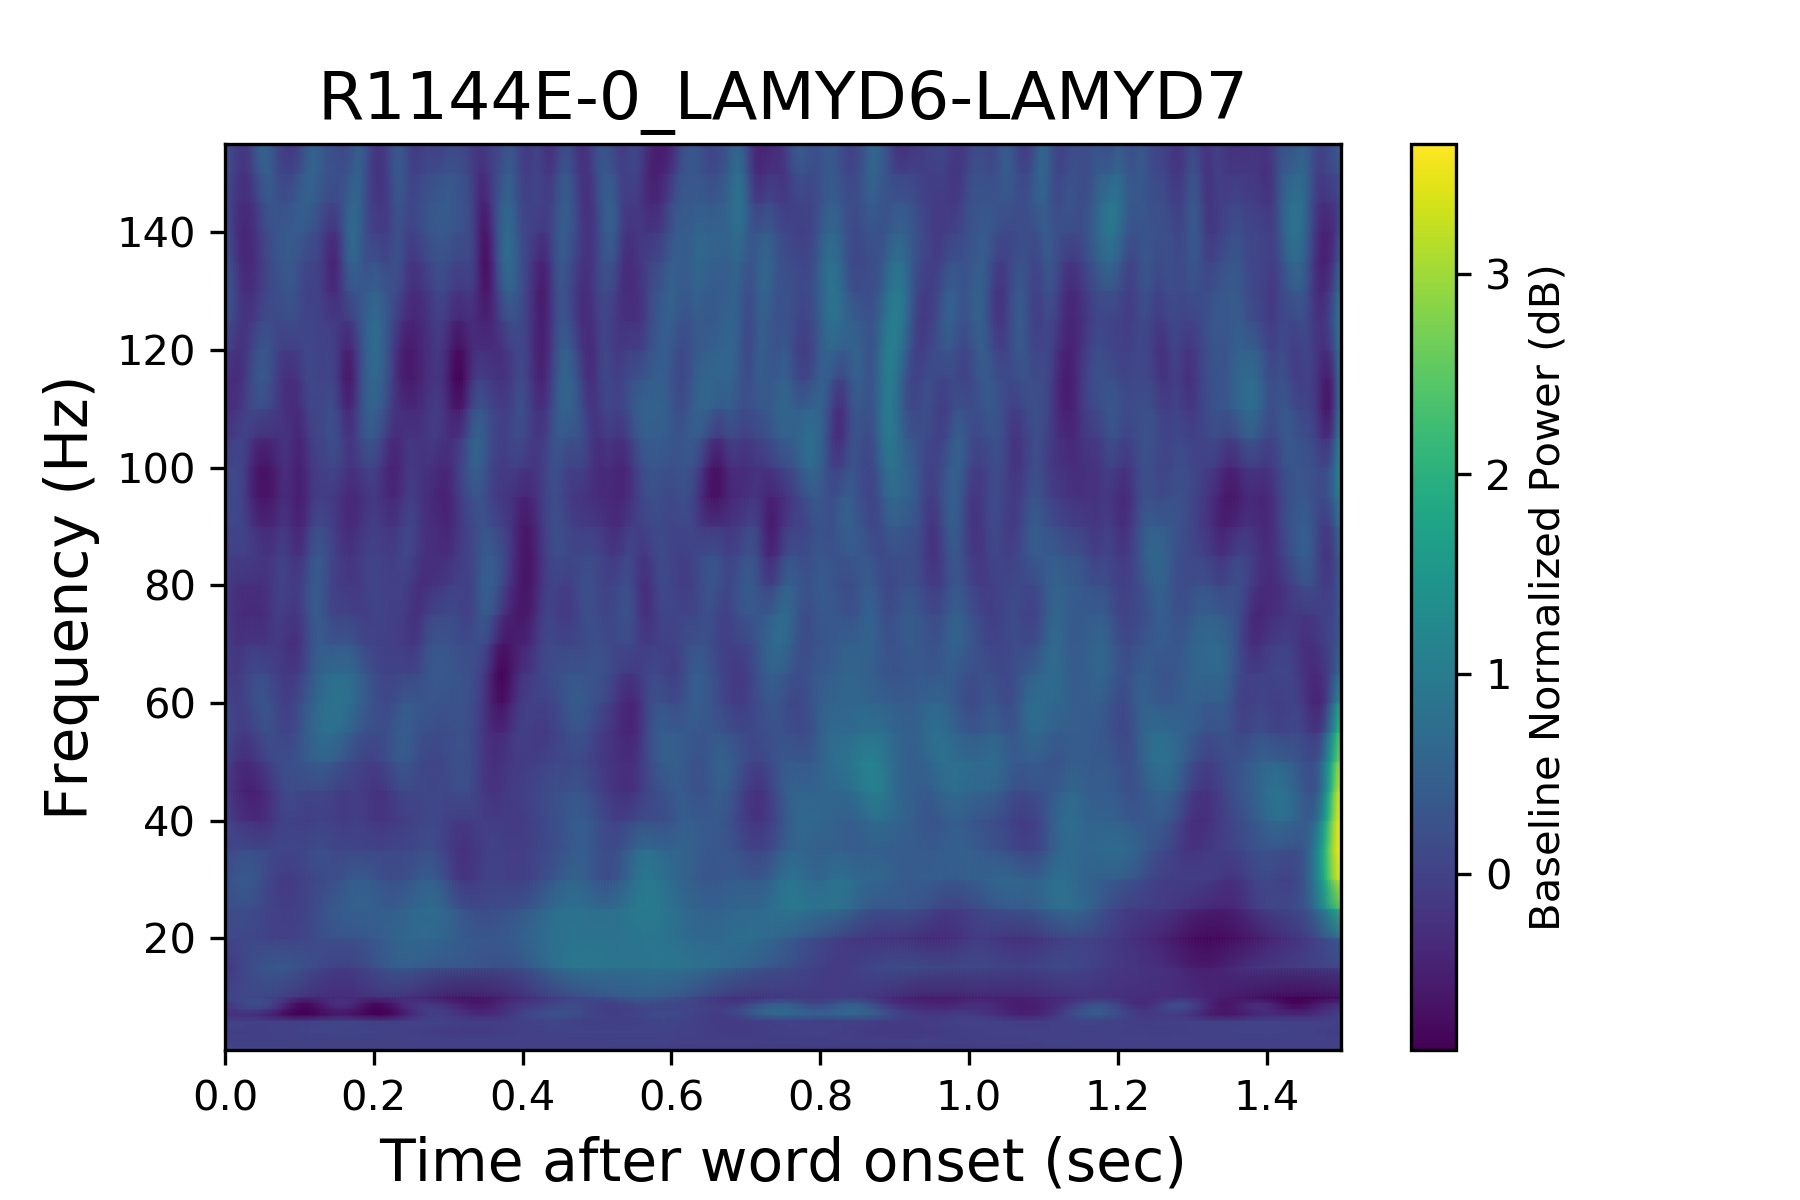 R1144E-0_LAMYD6-LAMYD7
Frequency (Hz)
140
120
100
80
60
40
20
0.0 0.2 0.4 0.6 0.8 1.0 1.2 1.4
Time after word onset (sec)
3
2
1
0
Baseline Normalized Power (dB)